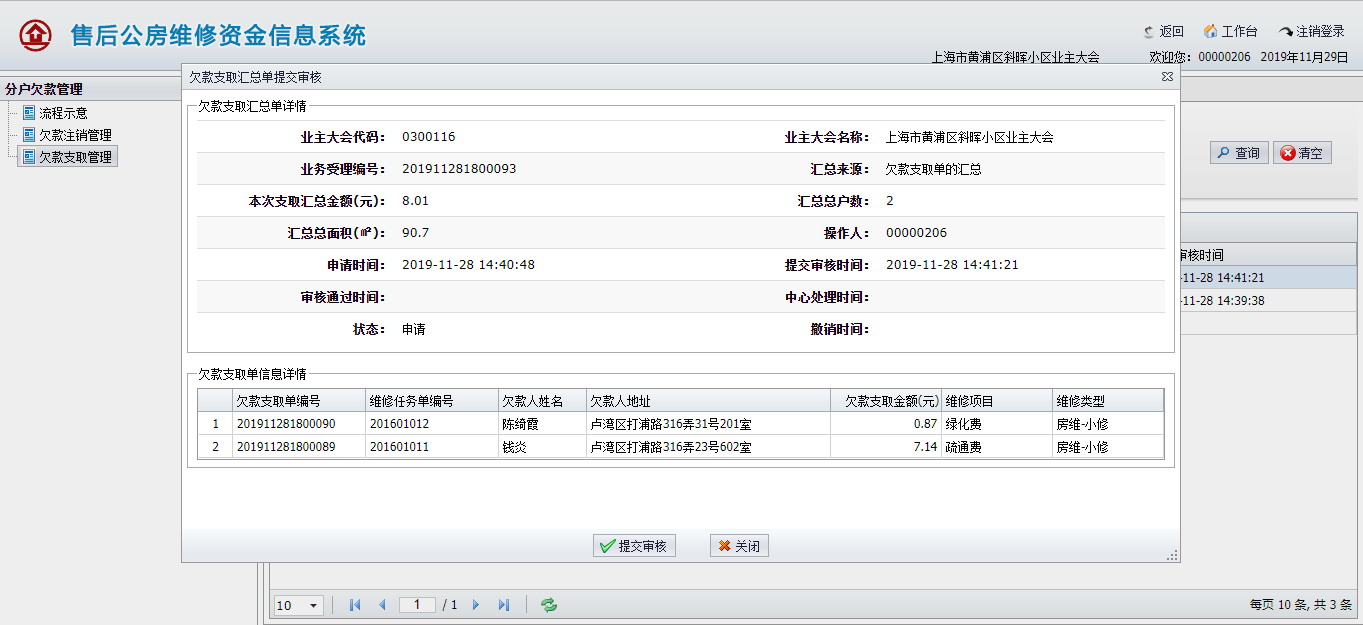 售后公房维修资金信息系统
返回 工作台 注销登录
上海市黄浦区斜晖小区业主大会 欢迎您: 00000206 2019年11月29日
分户欠款管理
流程示意
欠款注销管理
欠款支取管理
欠款支取汇总单提交审核
欠款支取汇总单详情
业主大会代码: 0300116 业主大会名称: 上海市黄浦区斜晖小区业主大会
业务受理编号: 201911281800093 汇总来源: 欠款支取单的汇总
本次支取汇总金额(元): 8.01 汇总总户数: 2
汇总总面积(㎡): 90.7 操作人: 00000206
申请时间: 2019-11-28 14:40:48 提交审核时间: 2019-11-28 14:41:21
审核通过时间: 中心处理时间:
状态: 申请 撤销时间:
欠款支取单信息详情
欠款支取单编号 维修任务单编号 欠款人姓名 欠款人地址 欠款支取金额(元) 维修项目 维修类型
1 201911281800090 201601012 陈绮霞 卢湾区打浦路316弄31号201室 0.87 绿化费 房维-小修
2 201911281800089 201601011 钱炎 卢湾区打浦路316弄23号602室 7.14 疏通费 房维-小修
提交审核 关闭
查询 清空
审核时间
-11-28 14:41:21
-11-28 14:39:38
10 1 / 1 每页 10 条, 共 3 条